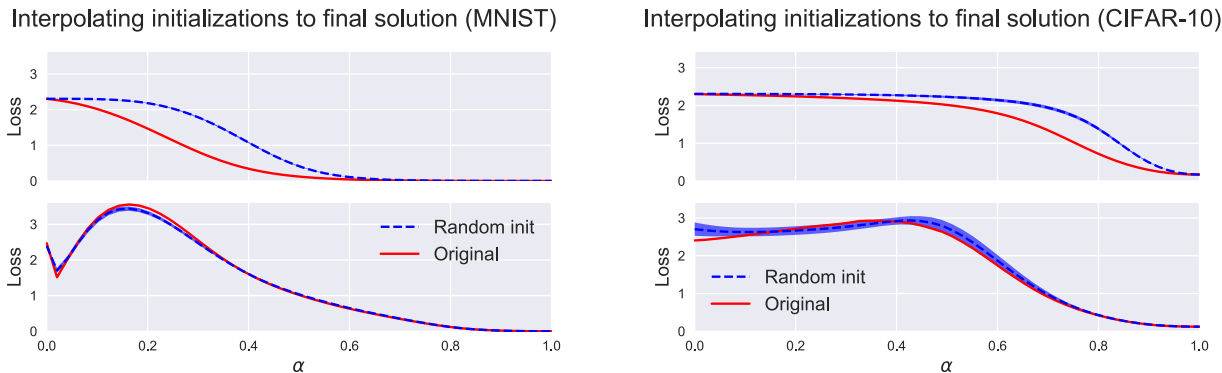 Interpolating initializations to final solution (MNIST)
3
2
1
0
Loss
3
2
1
0
Loss
Random init
Original
0.0 0.2 0.4 0.6 0.8 1.0
α
Interpolating initializations to final solution (CIFAR-10)
3
2
1
0
Loss
3
2
1
0
Loss
Random init
Original
0.0 0.2 0.4 0.6 0.8 1.0
α